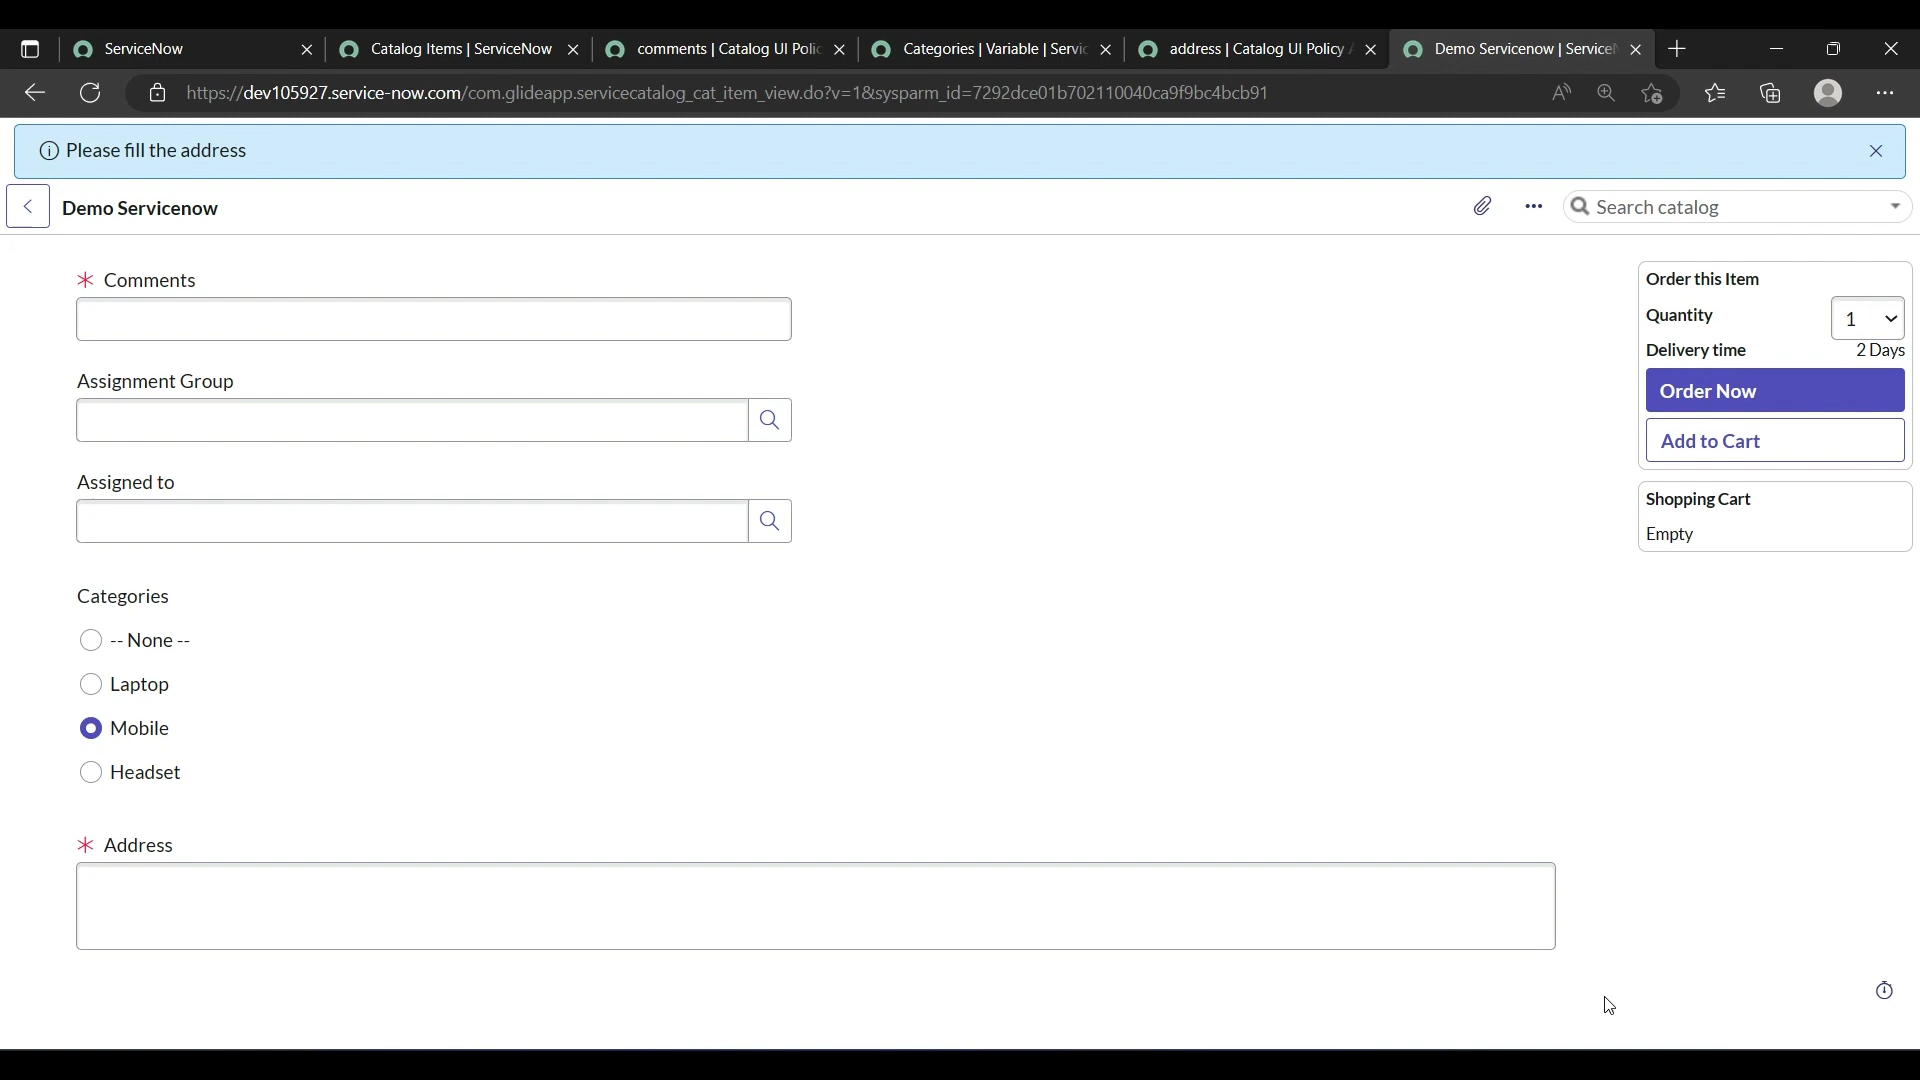 ServiceNow
Catalog Items | ServiceNow
comments | Catalog UI Polic
Categories | Variable | Servic
address | Catalog UI Policy A
Demo Servicenow | ServiceN
https://dev105927.service-now.com/com.glideapp.servicecatalog_cat_item_view.do?v=1&sysparm_id=7292dce01b702110040ca9f9bc4bcb91
Please fill the address
Demo Servicenow
Search catalog
* Comments
Assignment Group
Assigned to
Categories
-- None --
Laptop
Mobile
Headset
* Address
Order this Item
Quantity 1
Delivery time 2 Days
Order Now
Add to Cart
Shopping Cart
Empty